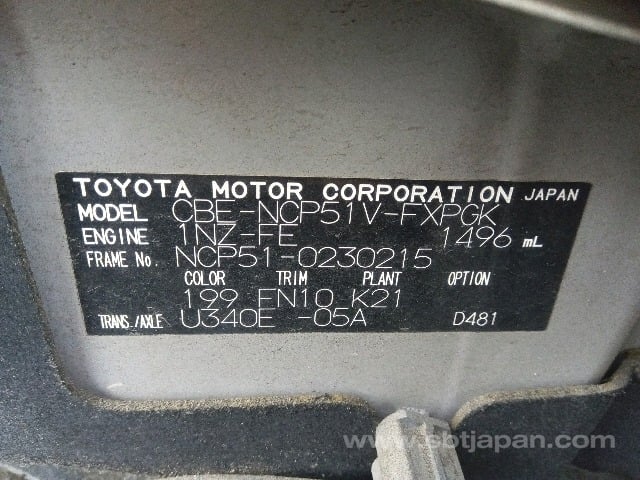 TOYOTA MOTOR CORPORATION JAPAN
MODEL CBE-NCP51V-FXPGK
ENGINE 1NZ-FE 1496 mL
FRAME No. NCP51-0230215
COLOR TRIM PLANT OPTION
199 FN10 K21
TRANS./AXLE U340E -05A D481
www.sbtjapan.com